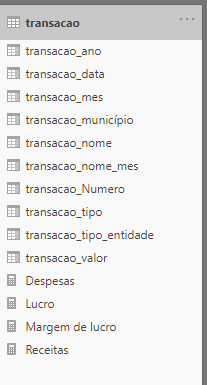 transacao
transacao_ano
transacao_data
transacao_mes
transacao_município
transacao_nome
transacao_nome_mes
transacao_Numero
transacao_tipo
transacao_tipo_entidade
transacao_valor
Despesas
Lucro
Margem de lucro
Receitas